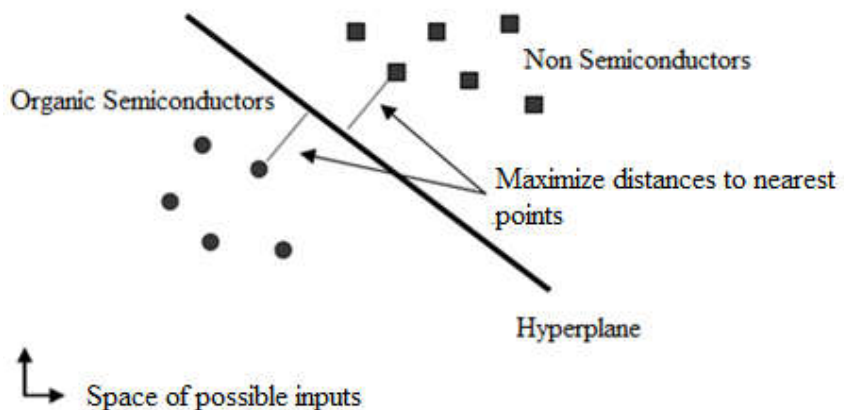 Non Semiconductors
Organic Semiconductors
Maximize distances to nearest
points
Hyperplane
Space of possible inputs